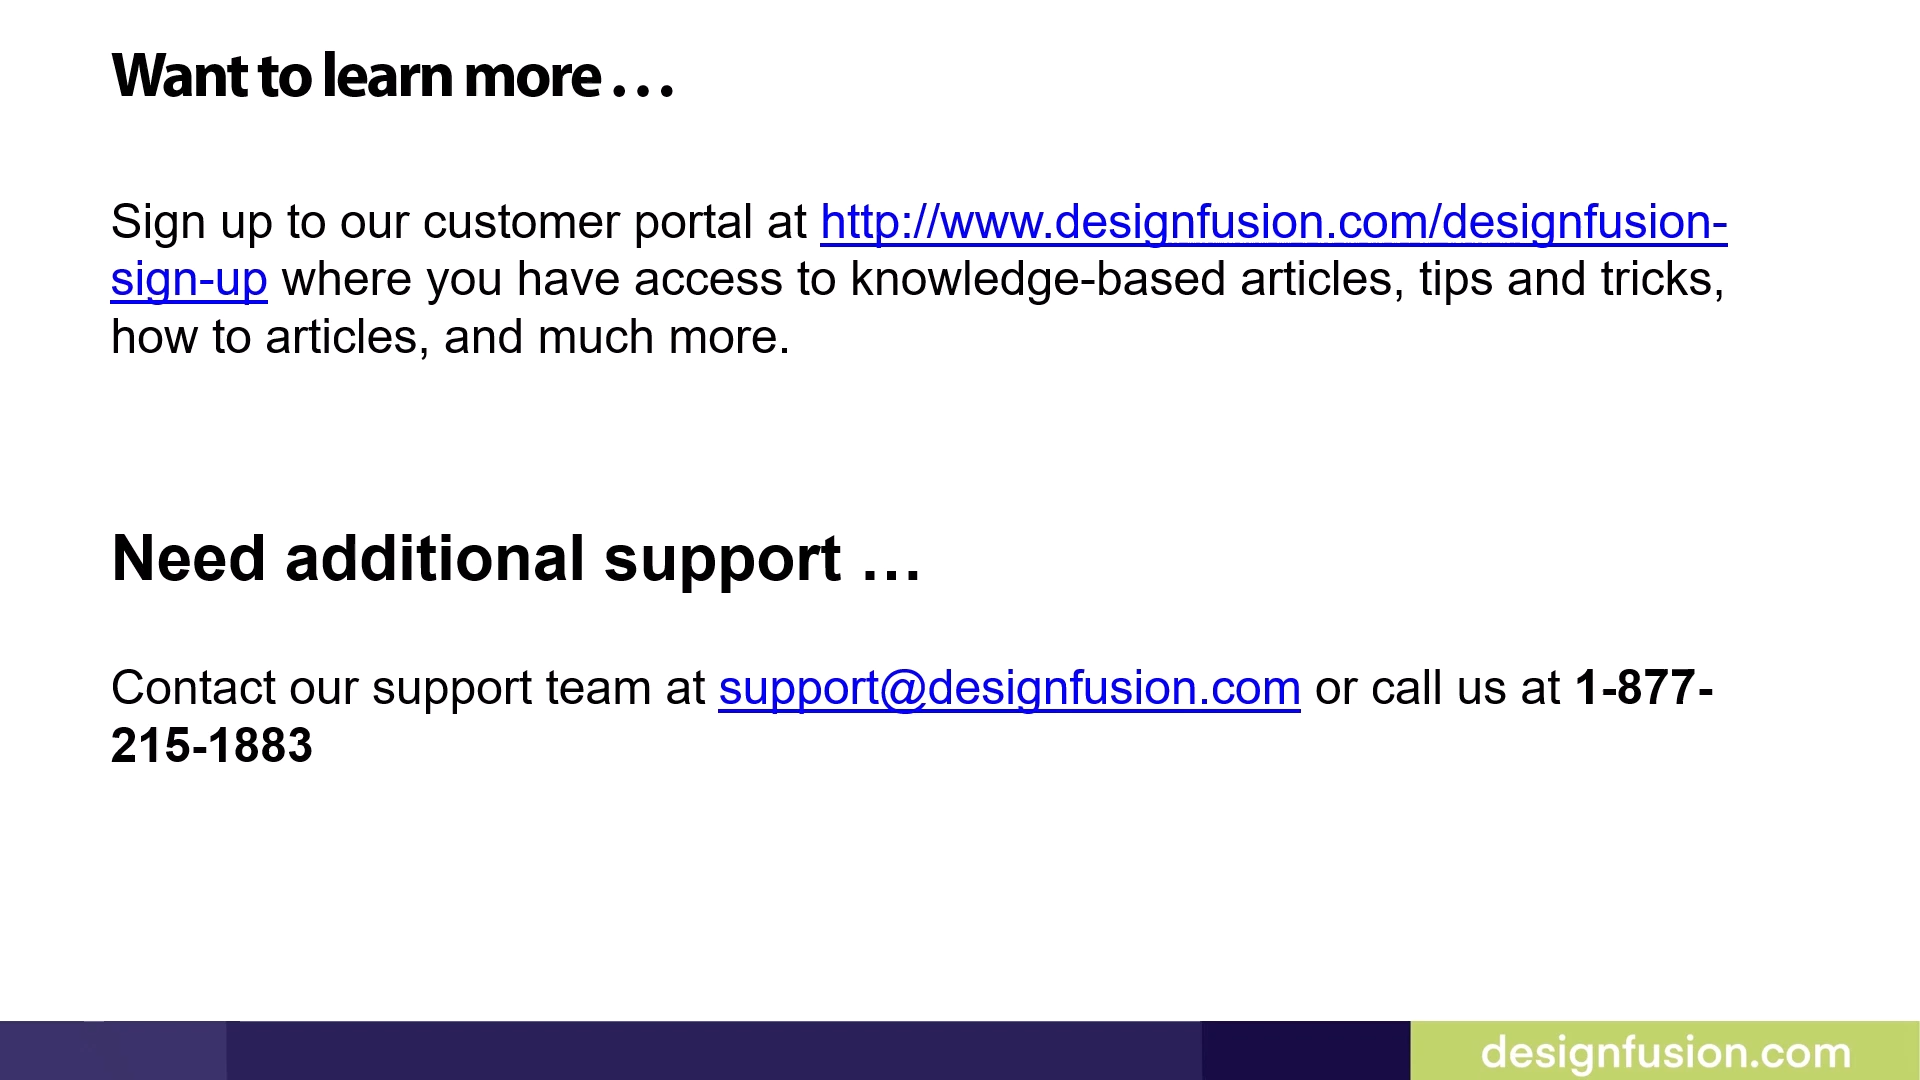 Want to learn more . . .
Sign up to our customer portal at http://www.designfusion.com/designfusion-
sign-up where you have access to knowledge-based articles, tips and tricks,
how to articles, and much more.
Need additional support …
Contact our support team at support@designfusion.com or call us at 1-877-
215-1883
designfusion.com